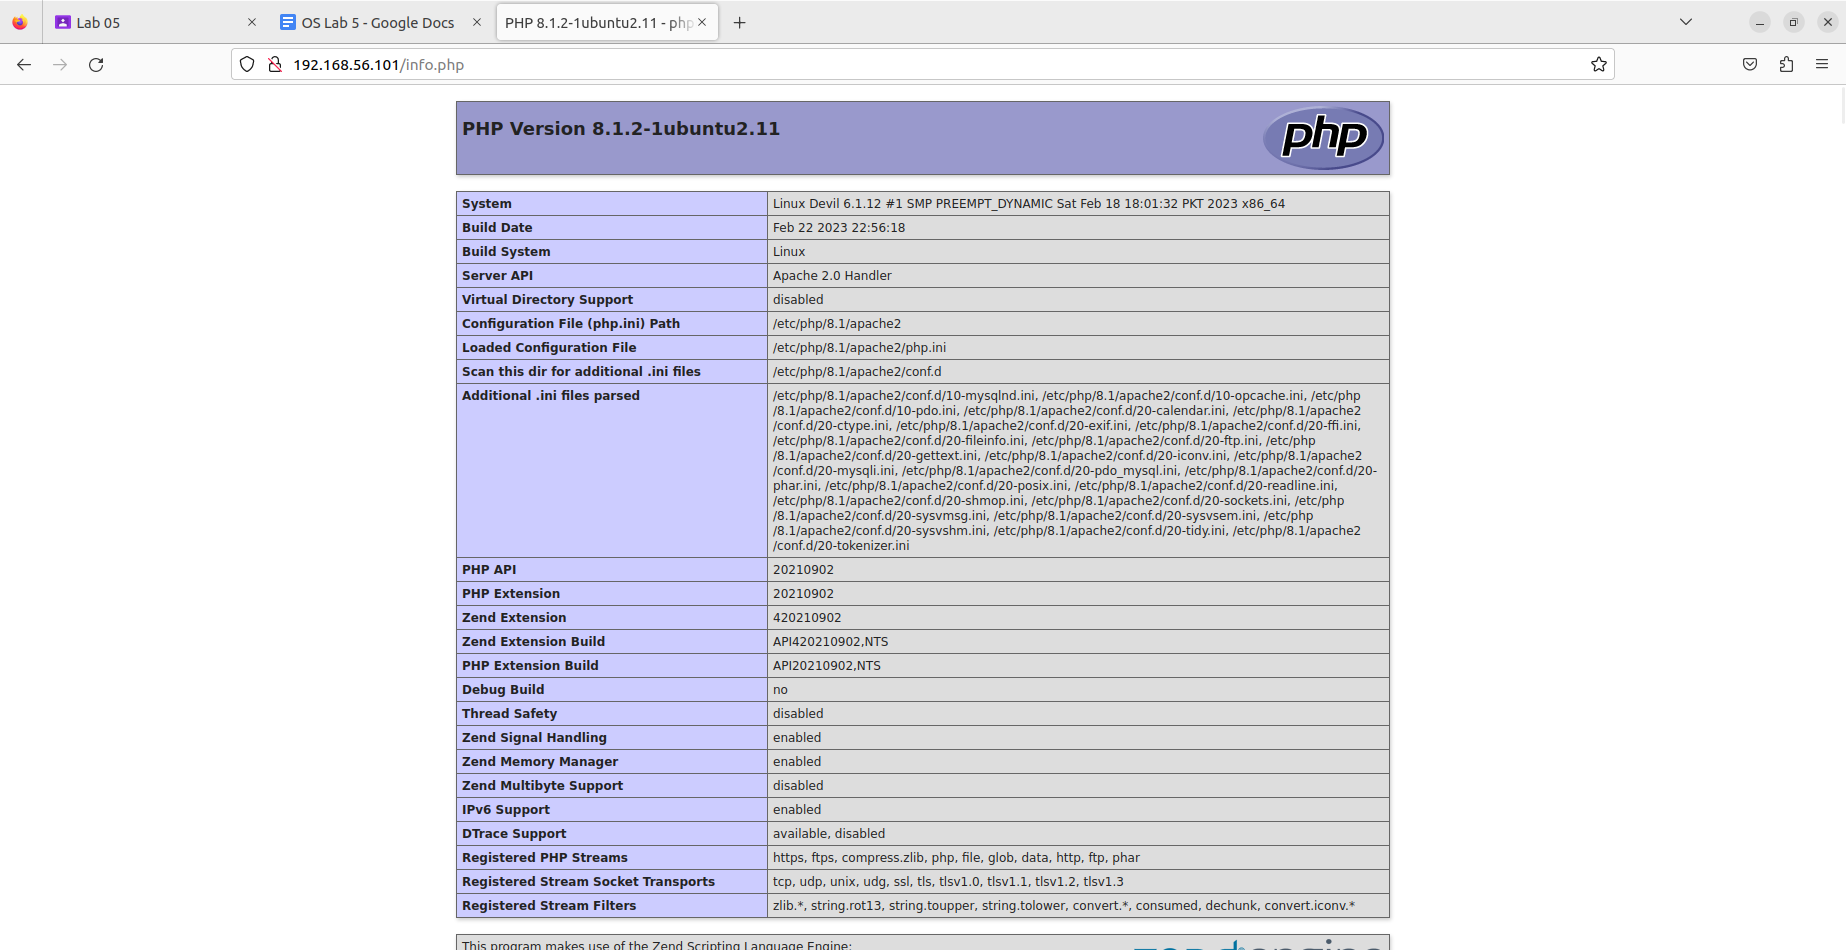 Lab 05
OS Lab 5 - Google Docs
PHP 8.1.2-1ubuntu2.11 - php
192.168.56.101/info.php
PHP Version 8.1.2-1ubuntu2.11
php
System Linux Devil 6.1.12 #1 SMP PREEMPT_DYNAMIC Sat Feb 18 18:01:32 PKT 2023 x86_64
Build Date Feb 22 2023 22:56:18
Build System Linux
Server API Apache 2.0 Handler
Virtual Directory Support disabled
Configuration File (php.ini) Path /etc/php/8.1/apache2
Loaded Configuration File /etc/php/8.1/apache2/php.ini
Scan this dir for additional .ini files /etc/php/8.1/apache2/conf.d
Additional .ini files parsed /etc/php/8.1/apache2/conf.d/10-mysqlnd.ini, /etc/php/8.1/apache2/conf.d/10-opcache.ini, /etc/php
/8.1/apache2/conf.d/10-pdo.ini, /etc/php/8.1/apache2/conf.d/20-calendar.ini, /etc/php/8.1/apache2
/conf.d/20-ctype.ini, /etc/php/8.1/apache2/conf.d/20-exif.ini, /etc/php/8.1/apache2/conf.d/20-ffi.ini,
/etc/php/8.1/apache2/conf.d/20-fileinfo.ini, /etc/php/8.1/apache2/conf.d/20-ftp.ini, /etc/php
/8.1/apache2/conf.d/20-gettext.ini, /etc/php/8.1/apache2/conf.d/20-iconv.ini, /etc/php/8.1/apache2
/conf.d/20-mysqli.ini, /etc/php/8.1/apache2/conf.d/20-pdo_mysql.ini, /etc/php/8.1/apache2/conf.d/20-
phar.ini, /etc/php/8.1/apache2/conf.d/20-posix.ini, /etc/php/8.1/apache2/conf.d/20-readline.ini,
/etc/php/8.1/apache2/conf.d/20-shmop.ini, /etc/php/8.1/apache2/conf.d/20-sockets.ini, /etc/php
/8.1/apache2/conf.d/20-sysvmsg.ini, /etc/php/8.1/apache2/conf.d/20-sysvsem.ini, /etc/php
/8.1/apache2/conf.d/20-sysvshm.ini, /etc/php/8.1/apache2/conf.d/20-tidy.ini, /etc/php/8.1/apache2
/conf.d/20-tokenizer.ini
PHP API 20210902
PHP Extension 20210902
Zend Extension 420210902
Zend Extension Build API420210902,NTS
PHP Extension Build API20210902,NTS
Debug Build no
Thread Safety disabled
Zend Signal Handling enabled
Zend Memory Manager enabled
Zend Multibyte Support disabled
IPv6 Support enabled
DTrace Support available, disabled
Registered PHP Streams https, ftps, compress.zlib, php, file, glob, data, http, ftp, phar
Registered Stream Socket Transports tcp, udp, unix, udg, ssl, tls, tlsv1.0, tlsv1.1, tlsv1.2, tlsv1.3
Registered Stream Filters zlib.*, string.rot13, string.toupper, string.tolower, convert.*, consumed, dechunk, convert.iconv.*
This program makes use of the Zend Scripting Language Engine: